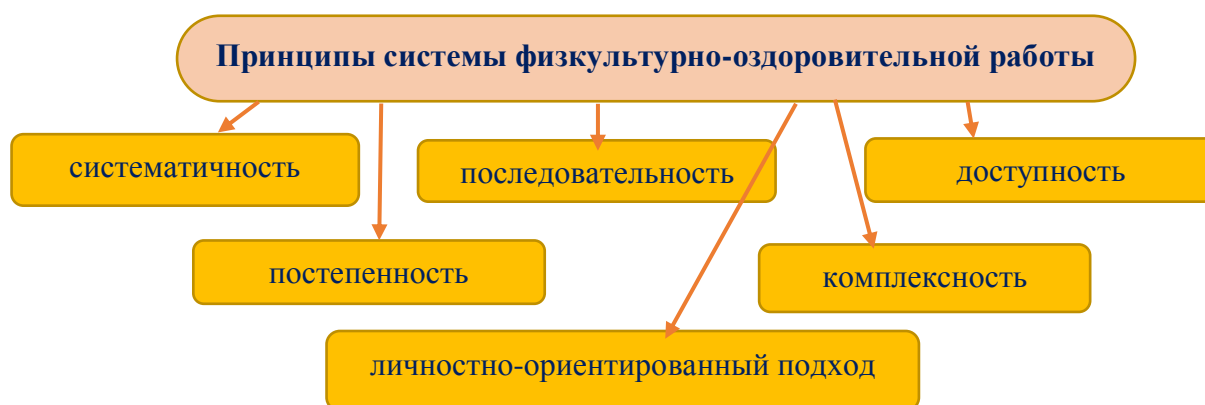 Принципы системы физкультурно-оздоровительной работы
систематичность
последовательность
доступность
постепенность
комплексность
личностно-ориентированный подход